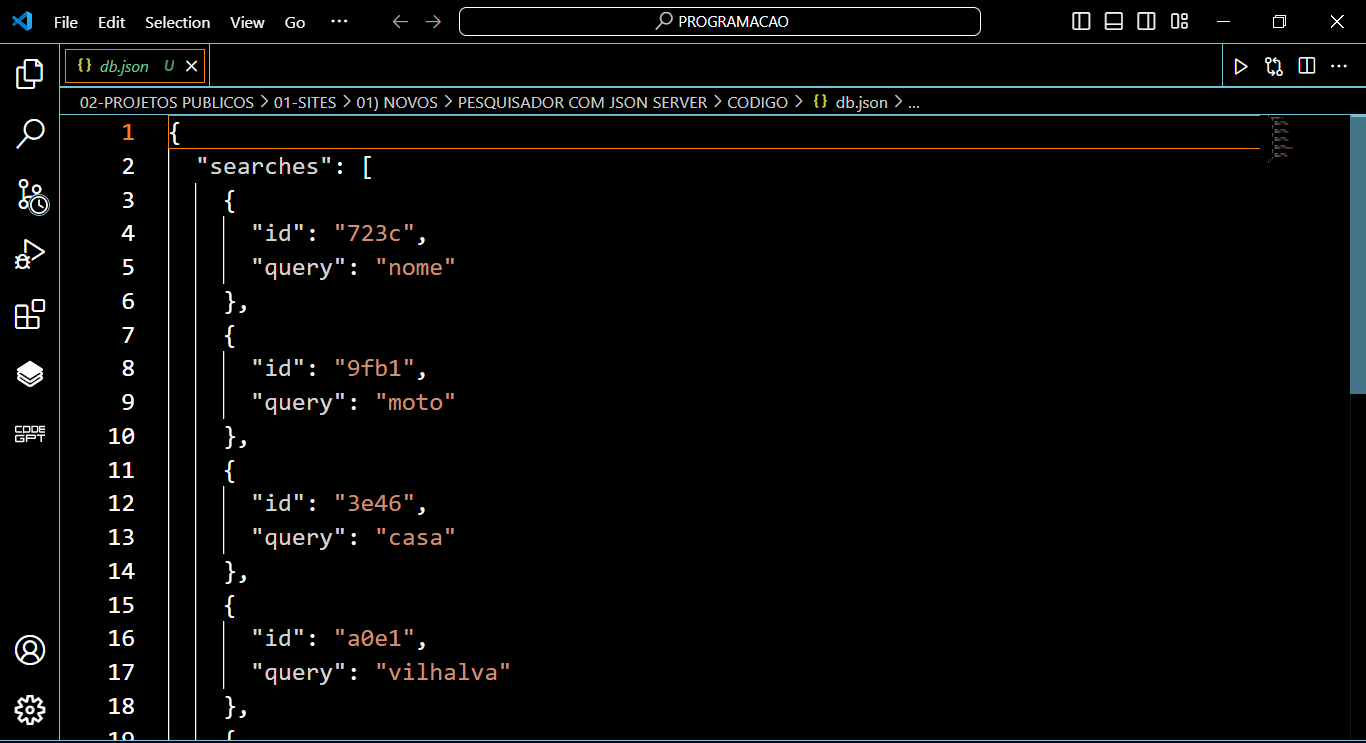 File Edit Selection View Go ··· PROGRAMACAO
{} db.json U
02-PROJETOS PUBLICOS > 01-SITES > 01) NOVOS > PESQUISADOR COM JSON SERVER > CODIGO > {} db.json > ...
1 {
2 "searches": [
3 {
4 "id": "723c",
5 "query": "nome"
6 },
7 {
8 "id": "9fb1",
9 "query": "moto"
10 },
11 {
12 "id": "3e46",
13 "query": "casa"
14 },
15 {
16 "id": "a0e1",
17 "query": "vilhalva"
18 },
19 {
CODE
GPT